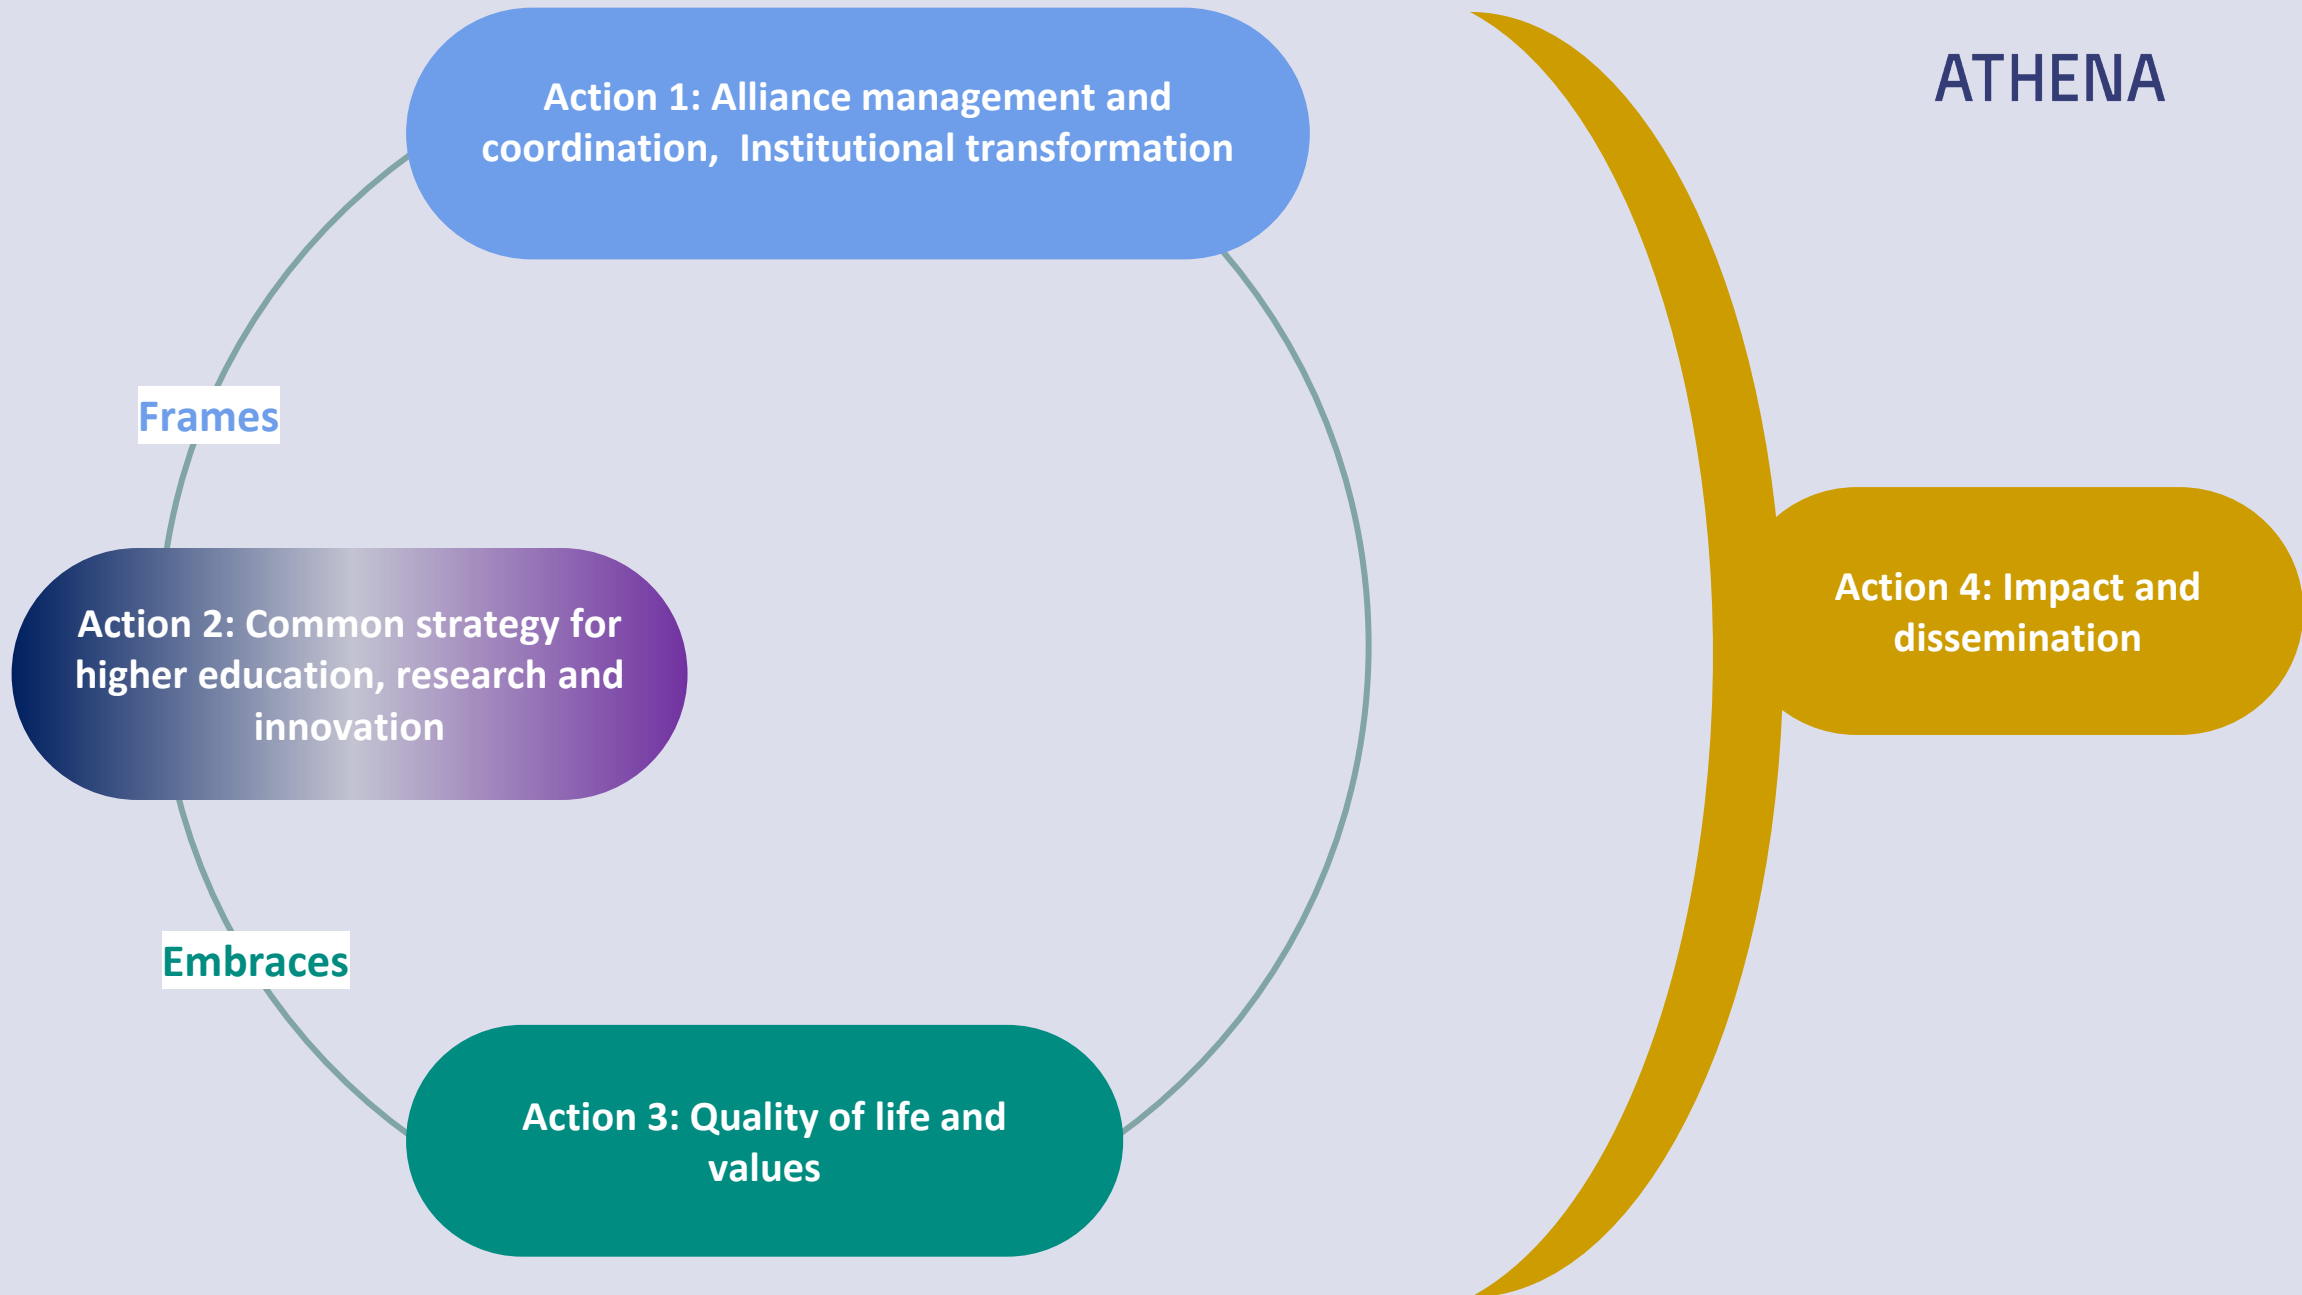 Action 1: Alliance management and
coordination,  Institutional transformation
ATHENA
Frames
Action 2: Common strategy for
higher education, research and
innovation
Action 4: Impact and
dissemination
Embraces
Action 3: Quality of life and
values